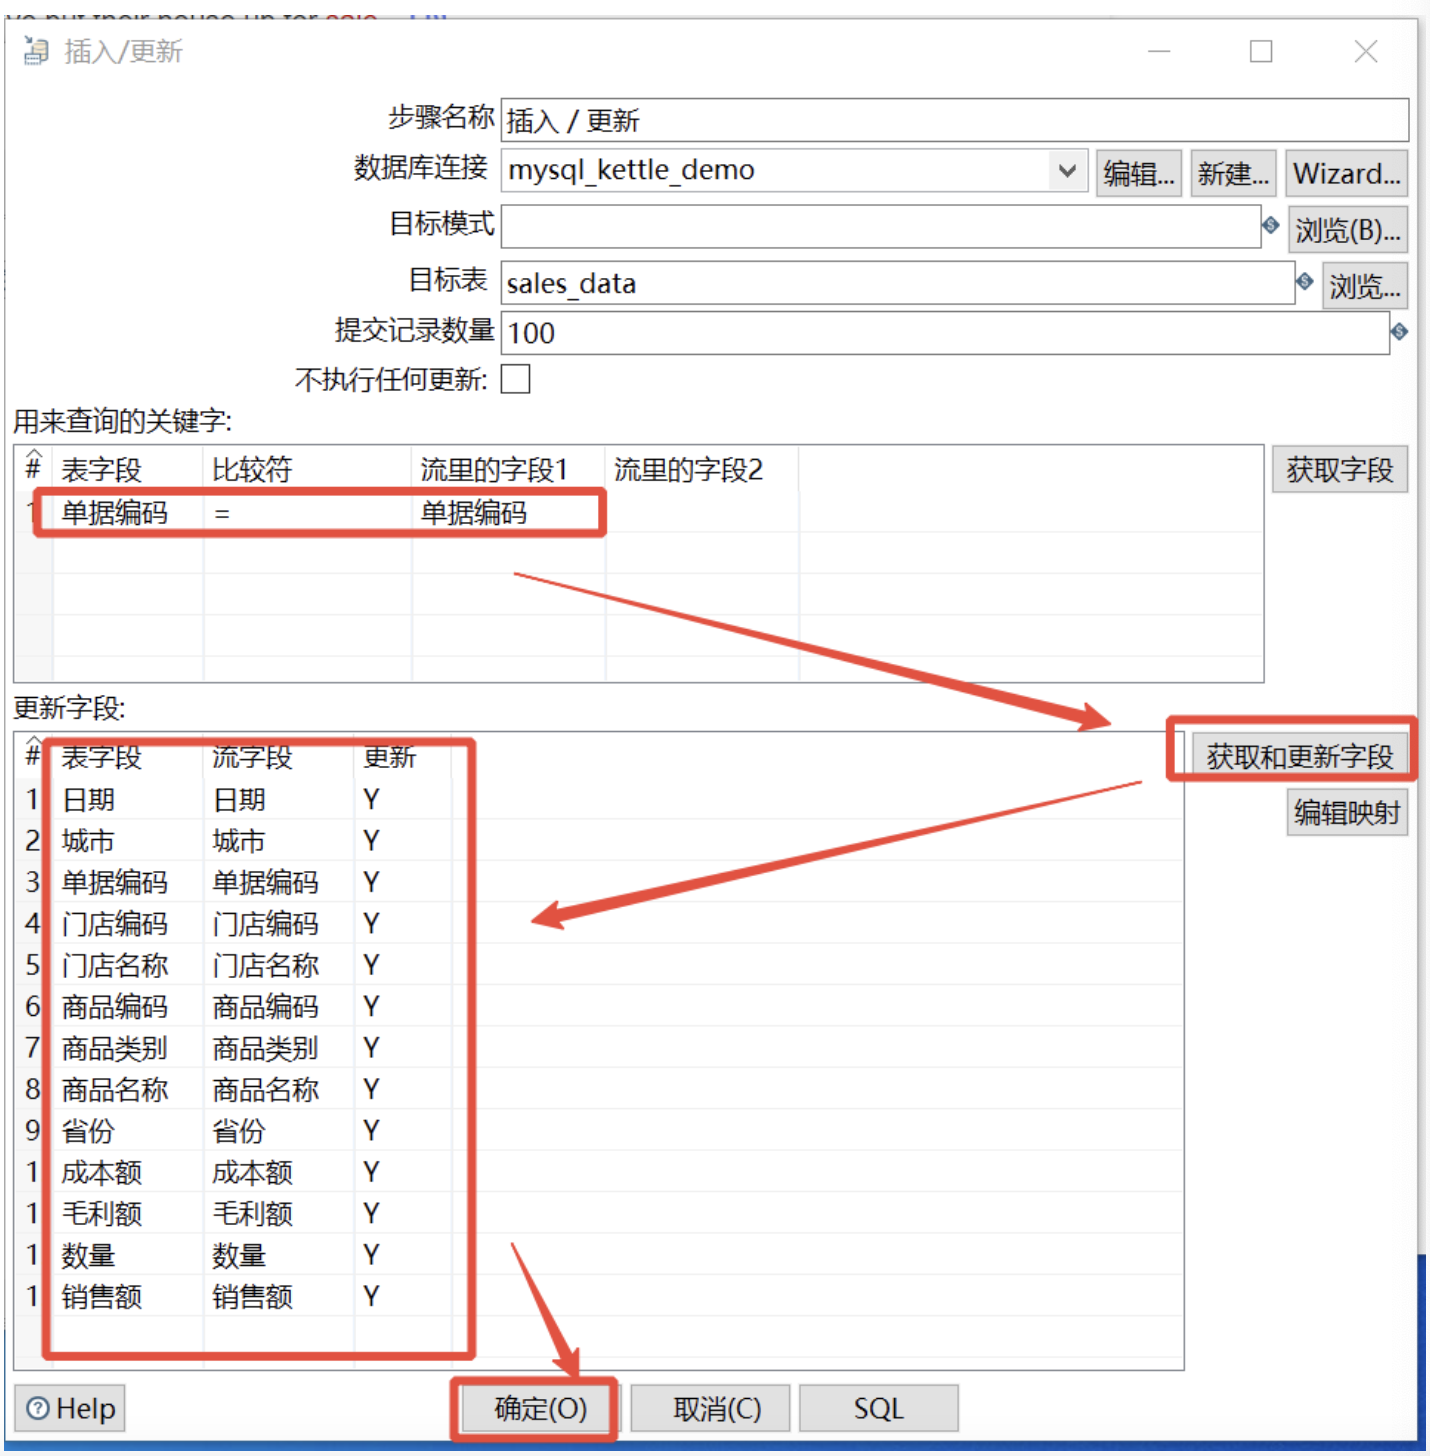 插入/更新
步骤名称 插入 / 更新
数据库连接 mysql_kettle_demo 编辑... 新建... Wizard...
目标模式 浏览(B)...
目标表 sales_data 浏览...
提交记录数量 100
不执行任何更新:
用来查询的关键字:
# 表字段 比较符 流里的字段1 流里的字段2 获取字段
1 单据编码 = 单据编码
更新字段:
# 表字段 流字段 更新 获取和更新字段
1 日期 日期 Y 编辑映射
2 城市 城市 Y
3 单据编码 单据编码 Y
4 门店编码 门店编码 Y
5 门店名称 门店名称 Y
6 商品编码 商品编码 Y
7 商品类别 商品类别 Y
8 商品名称 商品名称 Y
9 省份 省份 Y
1 成本额 成本额 Y
1 毛利额 毛利额 Y
1 数量 数量 Y
1 销售额 销售额 Y
Help 确定(O) 取消(C) SQL